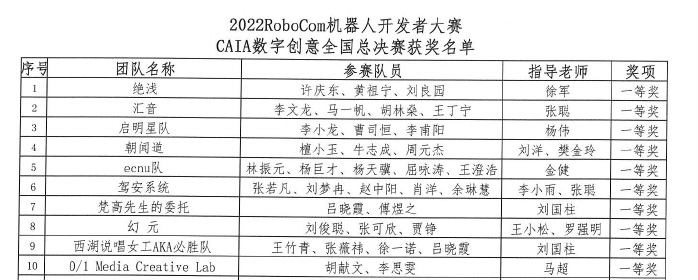 2022RoboCom机器人开发者大赛
CAIA数字创意全国总决赛获奖名单
序号 团队名称 参赛队员 指导老师 奖项
1 绝浅 许庆东、黄祖宁、刘良园 徐军 一等奖
2 汇音 李文龙、马一帆、胡林燊、王丁宁 张聪 一等奖
3 启明星队 李小龙、曹司恒、李甫阳 杨伟 一等奖
4 朝闻道 檀小玉、牛志成、周元杰 刘洋、樊金玲 一等奖
5 ecnu队 林振元、杨巨才、杨天骥、屈咏涛、王澄浩 金健 一等奖
6 驾安系统 张若凡、刘梦冉、赵中阳、肖洋、余琳慧 李小雨、张聪 一等奖
7 梵高先生的委托 吕晓霞、傅煜之 刘国柱 一等奖
8 幻 元 刘俊聪、张可欣、贾铮 王小松、罗强明 一等奖
9 西湖说唱女工AKA必胜队 王竹青、张薇祎、徐一诺、吕晓霞 刘国柱 一等奖
10 0/1 Media Creative Lab 胡献文、李思雯 马超 一等奖